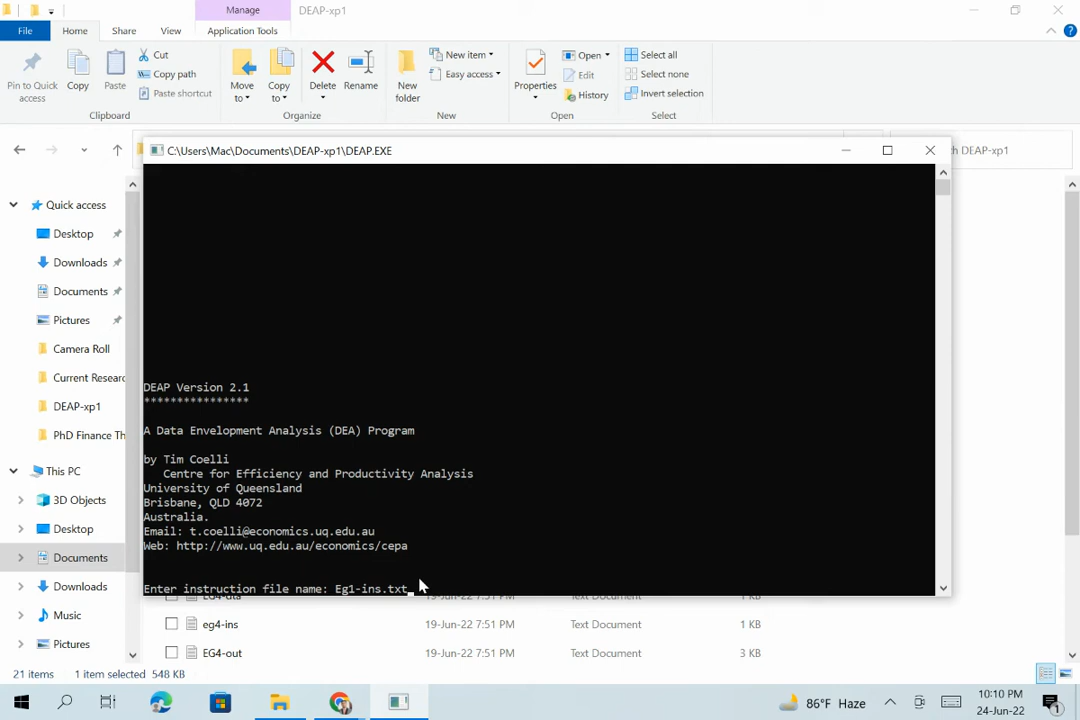 Manage
DEAP-xp1
File
Home
Share
View
Application Tools
Pin to Quick
access
Copy
Paste
Cut
Copy path
Paste shortcut
Clipboard
Move
to
Copy
to
Delete
Rename
Organize
New
folder
New item
Easy access
New
Properties
Open
Edit
History
Open
Select all
Select none
Invert selection
Select
DEAP-xp1
C:\Users\Mac\Documents\DEAP-xp1\DEAP.EXE
Quick access
Desktop
Downloads
Documents
Pictures
Camera Roll
Current Resear
DEAP-xp1
PhD Finance Th
This PC
3D Objects
Desktop
Documents
Downloads
Music
Pictures
DEAP Version 2.1
****************
A Data Envelopment Analysis (DEA) Program
by Tim Coelli
Centre for Efficiency and Productivity Analysis
University of Queensland
Brisbane, QLD 4072
Australia.
Email: t.coelli@economics.uq.edu.au
Web: http://www.uq.edu.au/economics/cepa
Enter instruction file name: Eg1-ins.txt
eg4-ins 19-Jun-22 7:51 PM Text Document 1 KB
EG4-out 19-Jun-22 7:51 PM Text Document 3 KB
21 items 1 item selected 548 KB
86°F Haze
10:10 PM
24-Jun-22
1